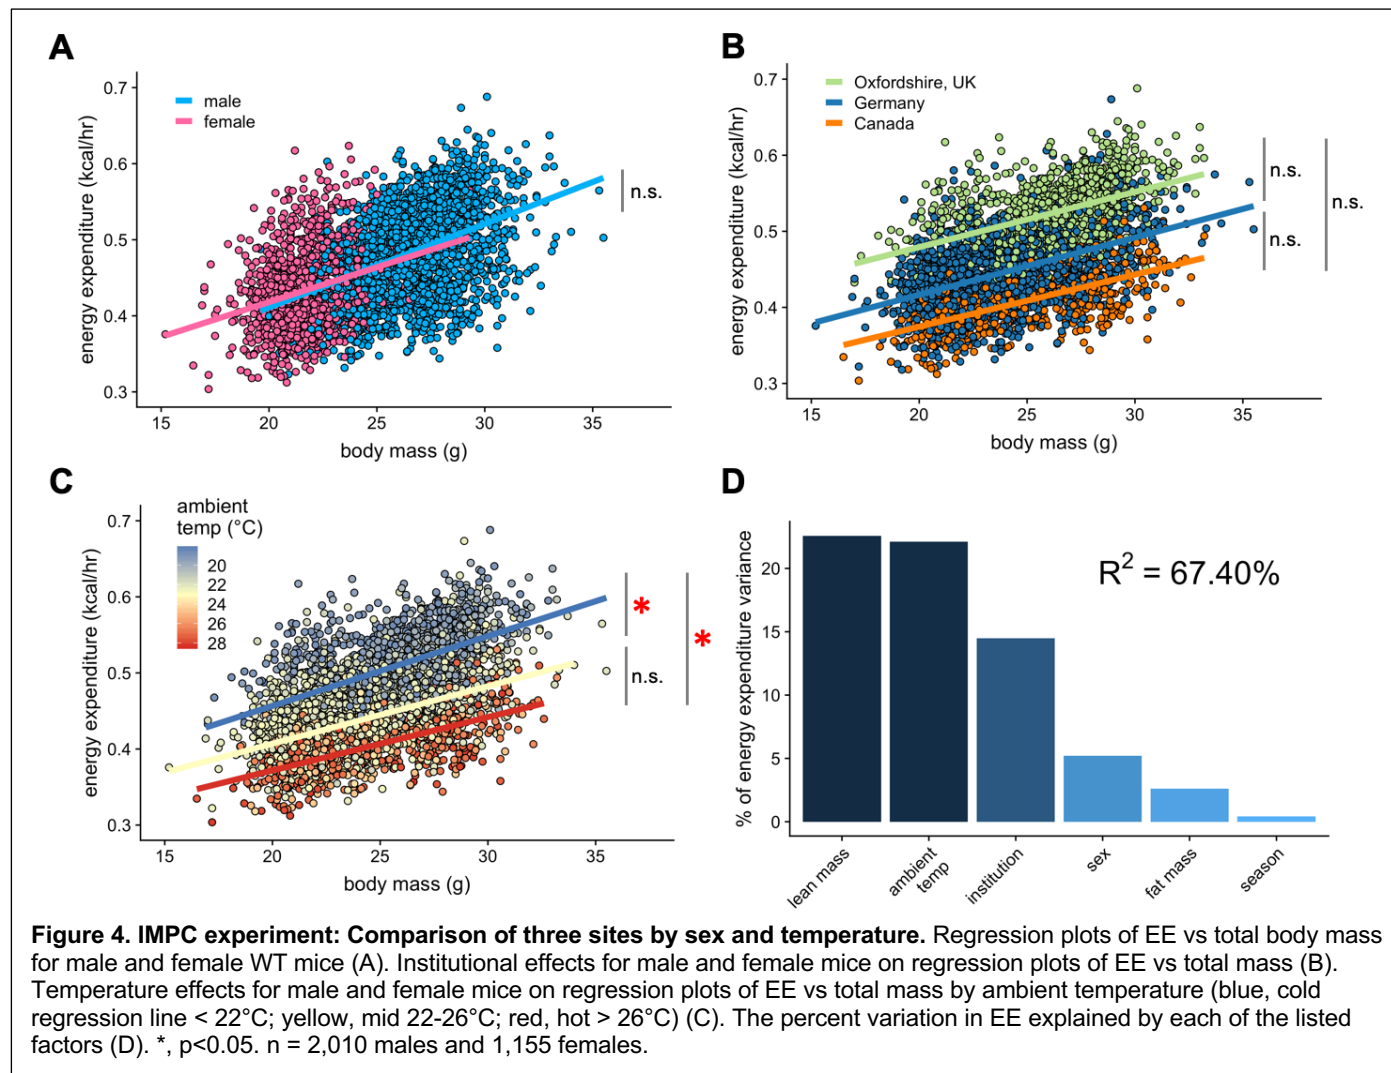 A
energy expenditure (kcal/hr)
0.7
0.6
0.5
0.4
0.3
male
female
n.s.
15 20 25 30 35
body mass (g)
B
energy expenditure (kcal/hr)
0.7
0.6
0.5
0.4
0.3
Oxfordshire, UK
Germany
Canada
n.s.
n.s.
n.s.
15 20 25 30 35
body mass (g)
C
ambient
temp (°C)
20
22
24
26
28
energy expenditure (kcal/hr)
0.7
0.6
0.5
0.4
0.3
*
n.s.
*
15 20 25 30 35
body mass (g)
D
% of energy expenditure variance
20
15
10
5
0
R² = 67.40%
lean mass
ambient
temp
institution
sex
fat mass
season
Figure 4. IMPC experiment: Comparison of three sites by sex and temperature. Regression plots of EE vs total body mass
for male and female WT mice (A). Institutional effects for male and female mice on regression plots of EE vs total mass (B).
Temperature effects for male and female mice on regression plots of EE vs total mass by ambient temperature (blue, cold
regression line < 22°C; yellow, mid 22-26°C; red, hot > 26°C) (C). The percent variation in EE explained by each of the listed
factors (D). *, p<0.05. n = 2,010 males and 1,155 females.